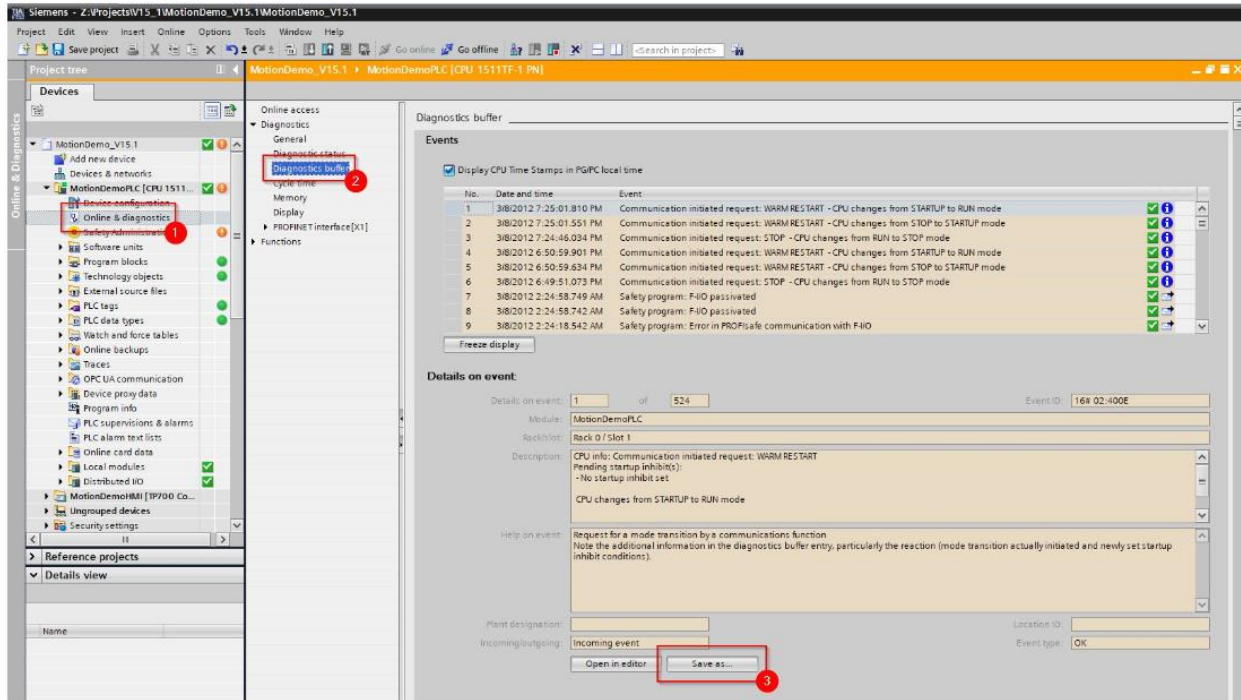 Siemens - Z:\Projects\V15_1\MotionDemo_V15.1\MotionDemo_V15.1
Project Edit View Insert Online Options Tools Window Help
Save project Go online Go offline <Search in project>
Project tree
MotionDemo_V15.1 MotionDemoPLC [CPU 1511TF-1 PN]
Devices
Online & Diagnostics
MotionDemo_V15.1
Add new device
Devices & networks
MotionDemoPLC [CPU 1511...
Device configuration
Online & diagnostics
1
Safety Administration
Software units
Program blocks
Technology objects
External source files
PLC tags
PLC data types
Watch and force tables
Online backups
Traces
OPC UA communication
Device proxy data
Program info
PLC supervisions & alarms
PLC alarm text lists
Online card data
Local modules
Distributed I/O
MotionDemoHMI [TP700 Co...
Ungrouped devices
Security settings
Reference projects
Details view
Name
Online access
Diagnostics
General
Diagnostic status
Diagnostics buffer
2
Cycle time
Memory
Display
PROFINET interface [X1]
Functions
Diagnostics buffer
Events
Display CPU Time Stamps in PG/PC local time
No. Date and time Event
1 3/8/2012 7:25:01.810 PM Communication initiated request: WARM RESTART - CPU changes from STARTUP to RUN mode
2 3/8/2012 7:25:01.551 PM Communication initiated request: WARM RESTART - CPU changes from STOP to STARTUP mode
3 3/8/2012 7:24:46.034 PM Communication initiated request: STOP - CPU changes from RUN to STOP mode
4 3/8/2012 6:50:59.901 PM Communication initiated request: WARM RESTART - CPU changes from STARTUP to RUN mode
5 3/8/2012 6:50:59.634 PM Communication initiated request: WARM RESTART - CPU changes from STOP to STARTUP mode
6 3/8/2012 6:49:51.073 PM Communication initiated request: STOP - CPU changes from RUN to STOP mode
7 3/8/2012 2:24:58.749 AM Safety program: F-I/O passivated
8 3/8/2012 2:24:58.742 AM Safety program: F-I/O passivated
9 3/8/2012 2:24:18.542 AM Safety program: Error in PROFIsafe communication with F-I/O
Freeze display
Details on event:
Details on event: 1 of 524 Event ID: 16# 02:400E
Module: MotionDemoPLC
Rack/slot: Rack 0 / Slot 1
Description: CPU info: Communication initiated request: WARM RESTART
Pending startup inhibit(s):
- No startup inhibit set
CPU changes from STARTUP to RUN mode
Help on event: Request for a mode transition by a communications function
Note the additional information in the diagnostics buffer entry, particularly the reaction (mode transition actually initiated and newly set startup
inhibit conditions).
Plant designation: Location ID:
Incoming/outgoing: Incoming event Event type: OK
Open in editor Save as...
3